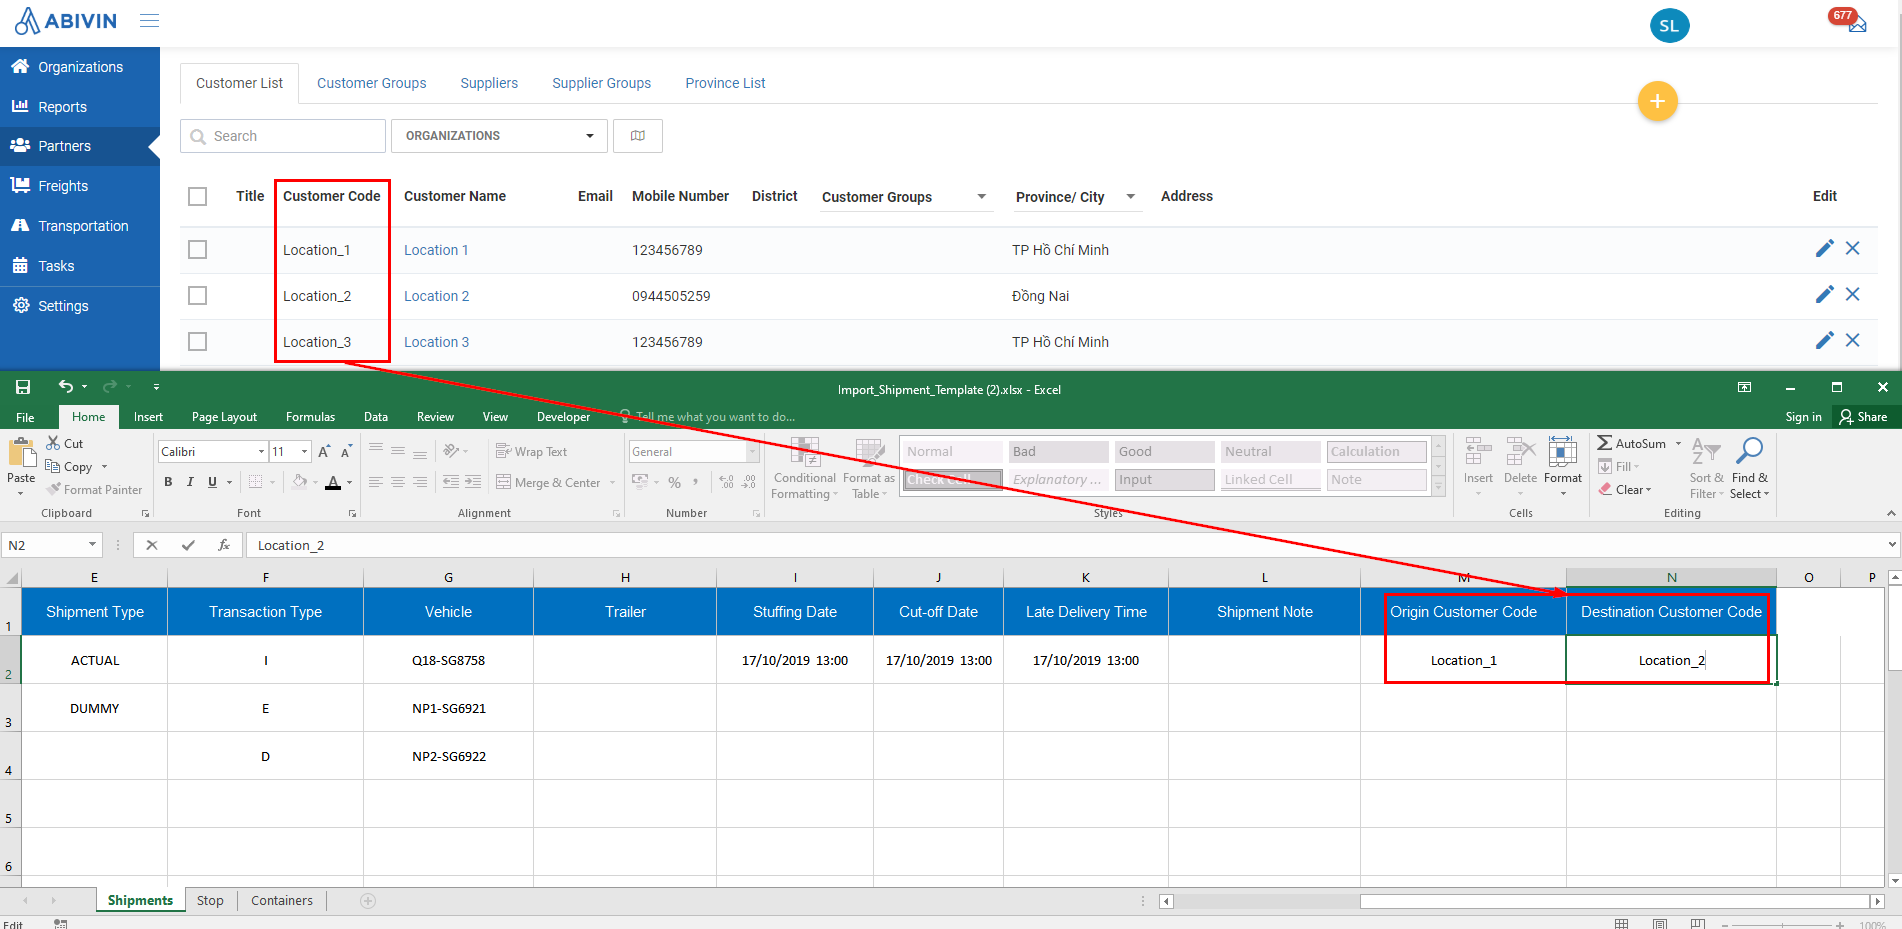 ABIVIN
SL
677
Organizations
Reports
Partners
Freights
Transportation
Tasks
Settings
Customer List Customer Groups Suppliers Supplier Groups Province List
+
Search ORGANIZATIONS
Title Customer Code Customer Name Email Mobile Number District Customer Groups Province/ City Address Edit
Location_1 Location 1 123456789 TP Hồ Chí Minh
Location_2 Location 2 0944505259 Đồng Nai
Location_3 Location 3 123456789 TP Hồ Chí Minh
Import_Shipment_Template (2).xlsx - Excel
File Home Insert Page Layout Formulas Data Review View Developer Tell me what you want to do... Sign in Share
Paste Cut Copy Format Painter
Clipboard
Calibri 11 A A
B I U A
Font
Wrap Text
Merge & Center
Alignment
General
% , .00
Number
Conditional Formatting Format as Table
Normal Bad Good Neutral Calculation
Check Cell Explanatory ... Input Linked Cell Note
Styles
Insert Delete Format
Cells
AutoSum
Fill
Clear
Sort & Filter Find & Select
Editing
N2 fx Location_2
E F G H I J K L M N O P
1 Shipment Type Transaction Type Vehicle Trailer Stuffing Date Cut-off Date Late Delivery Time Shipment Note Origin Customer Code Destination Customer Code
2 ACTUAL I Q18-SG8758 17/10/2019 13:00 17/10/2019 13:00 17/10/2019 13:00 Location_1 Location_2
3 DUMMY E NP1-SG6921
4 D NP2-SG6922
5
6
Shipments Stop Containers
Edit 100%